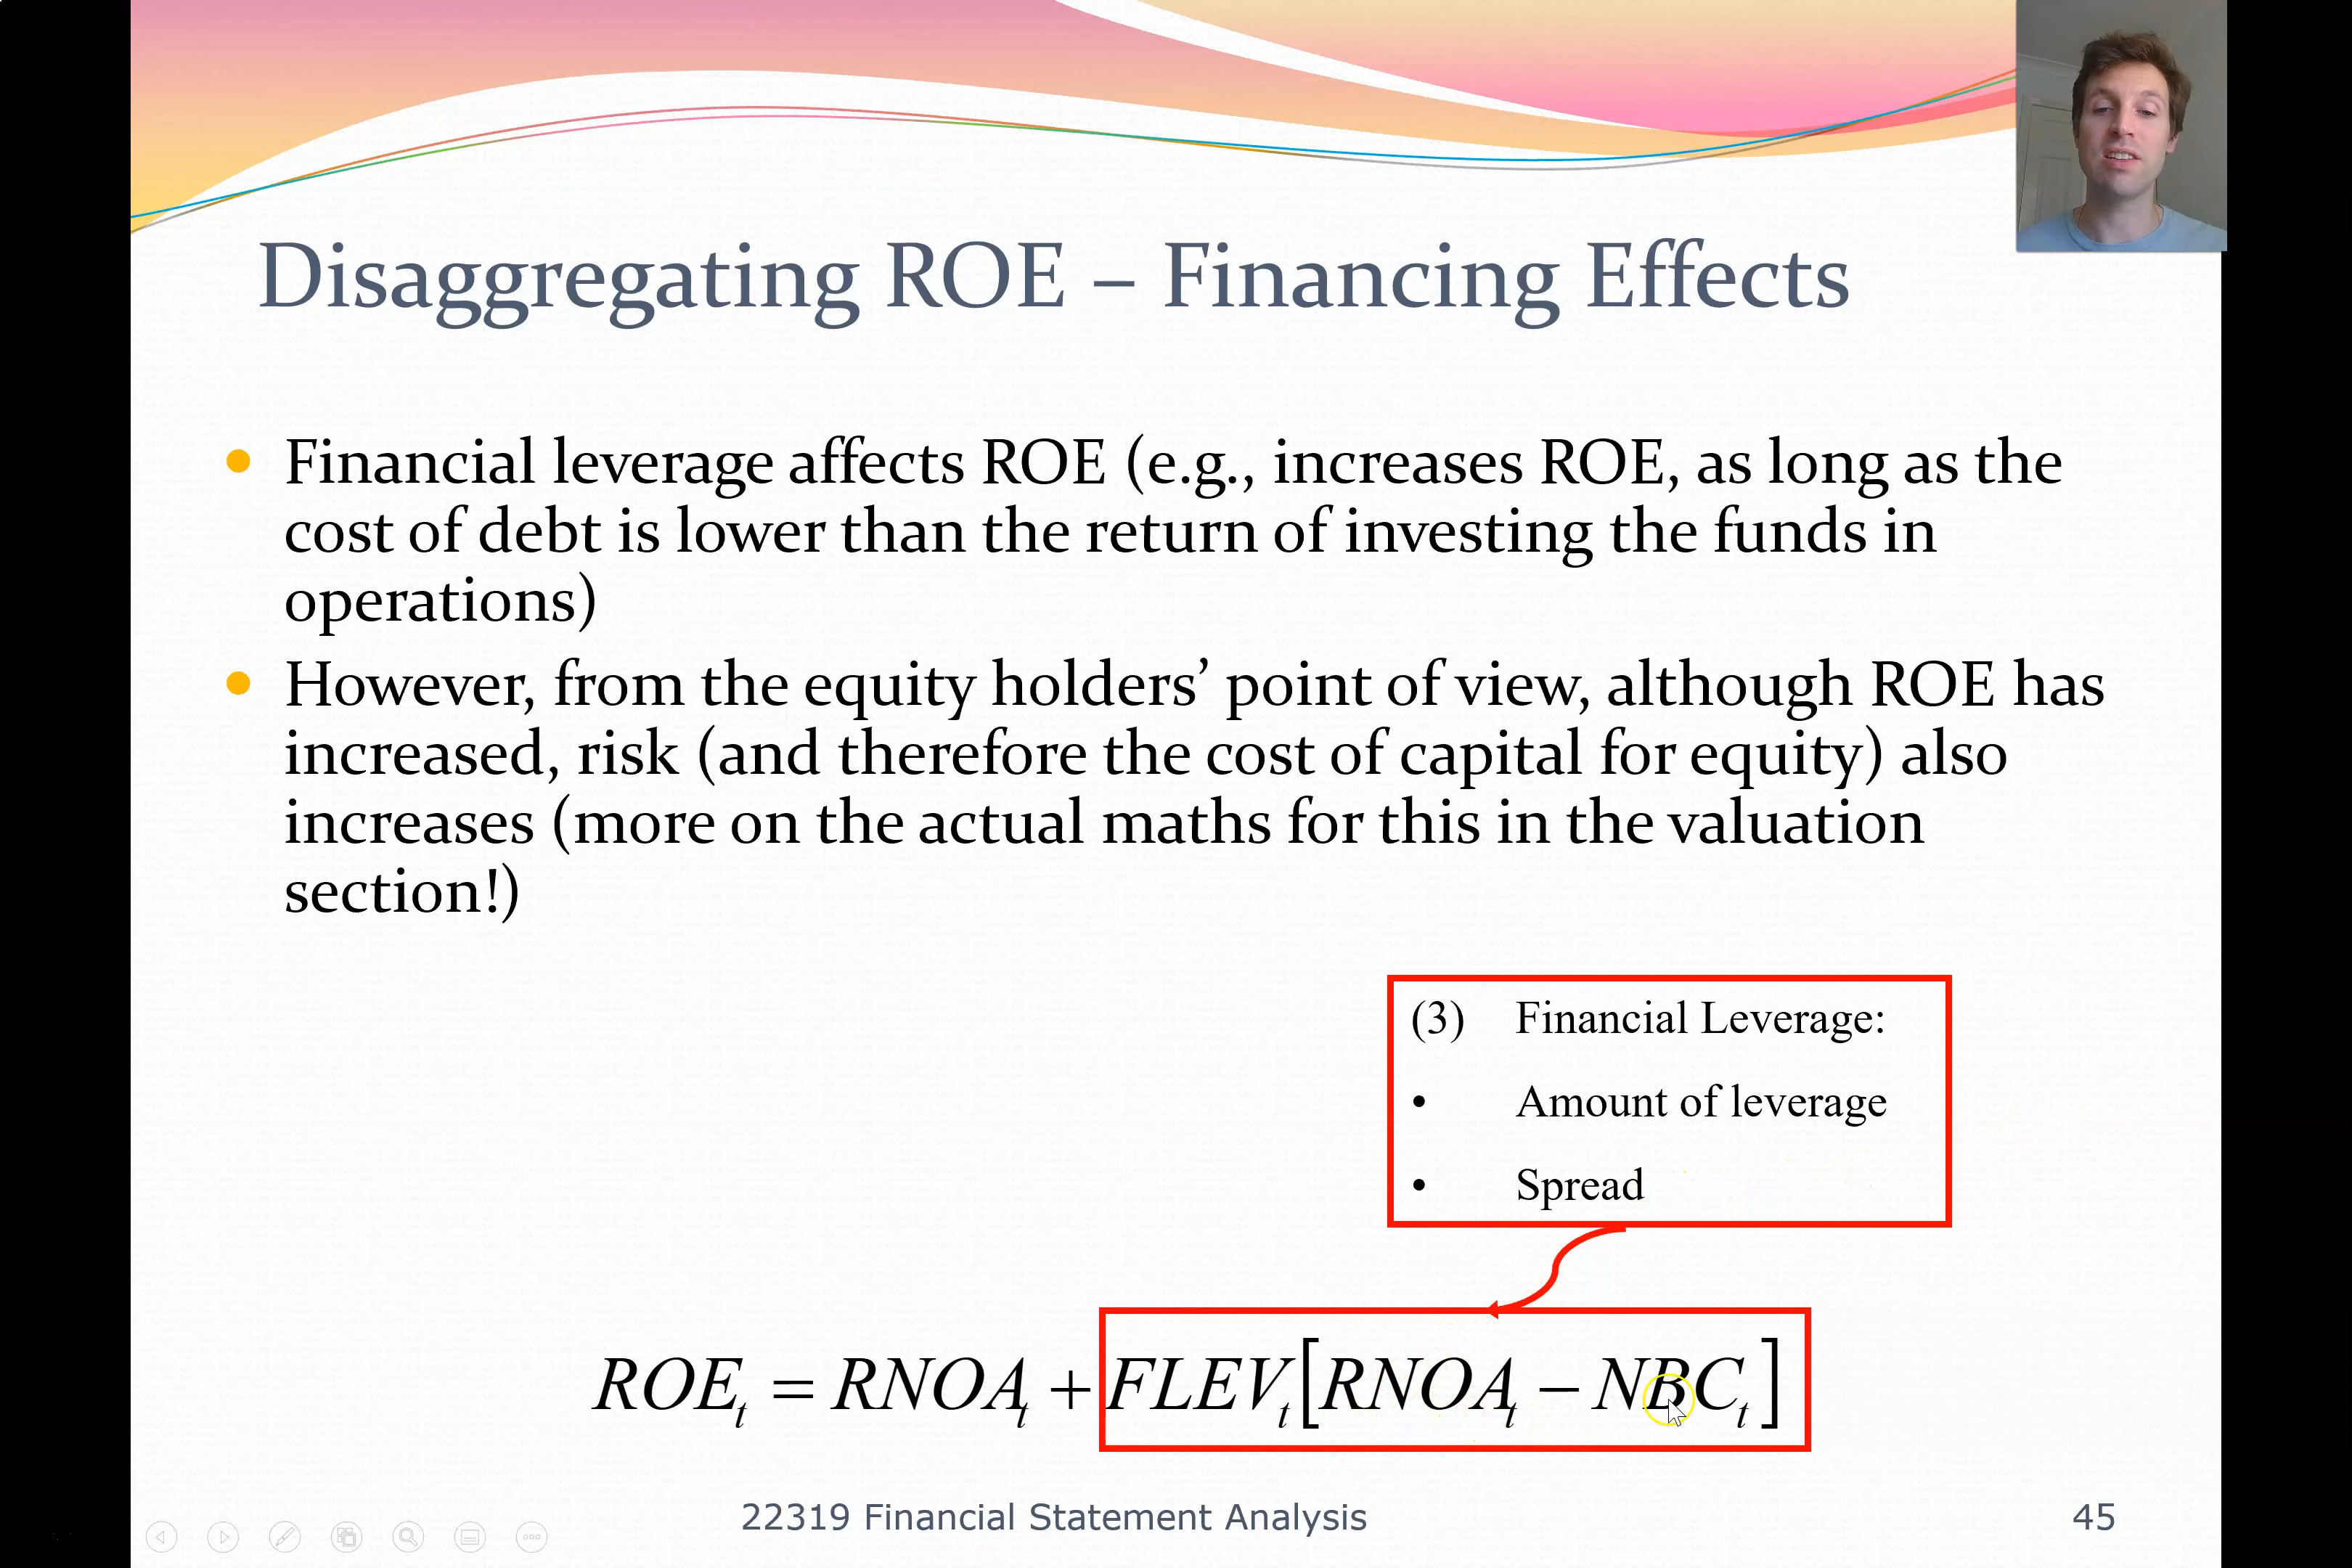 Disaggregating ROE – Financing Effects
• Financial leverage affects ROE (e.g., increases ROE, as long as the
cost of debt is lower than the return of investing the funds in
operations)
• However, from the equity holders’ point of view, although ROE has
increased, risk (and therefore the cost of capital for equity) also
increases (more on the actual maths for this in the valuation
section!)
(3) Financial Leverage:
• Amount of leverage
• Spread
ROEₜ = RNOAₜ + FLEVₜ[RNOAₜ − NBCₜ]
22319 Financial Statement Analysis
45